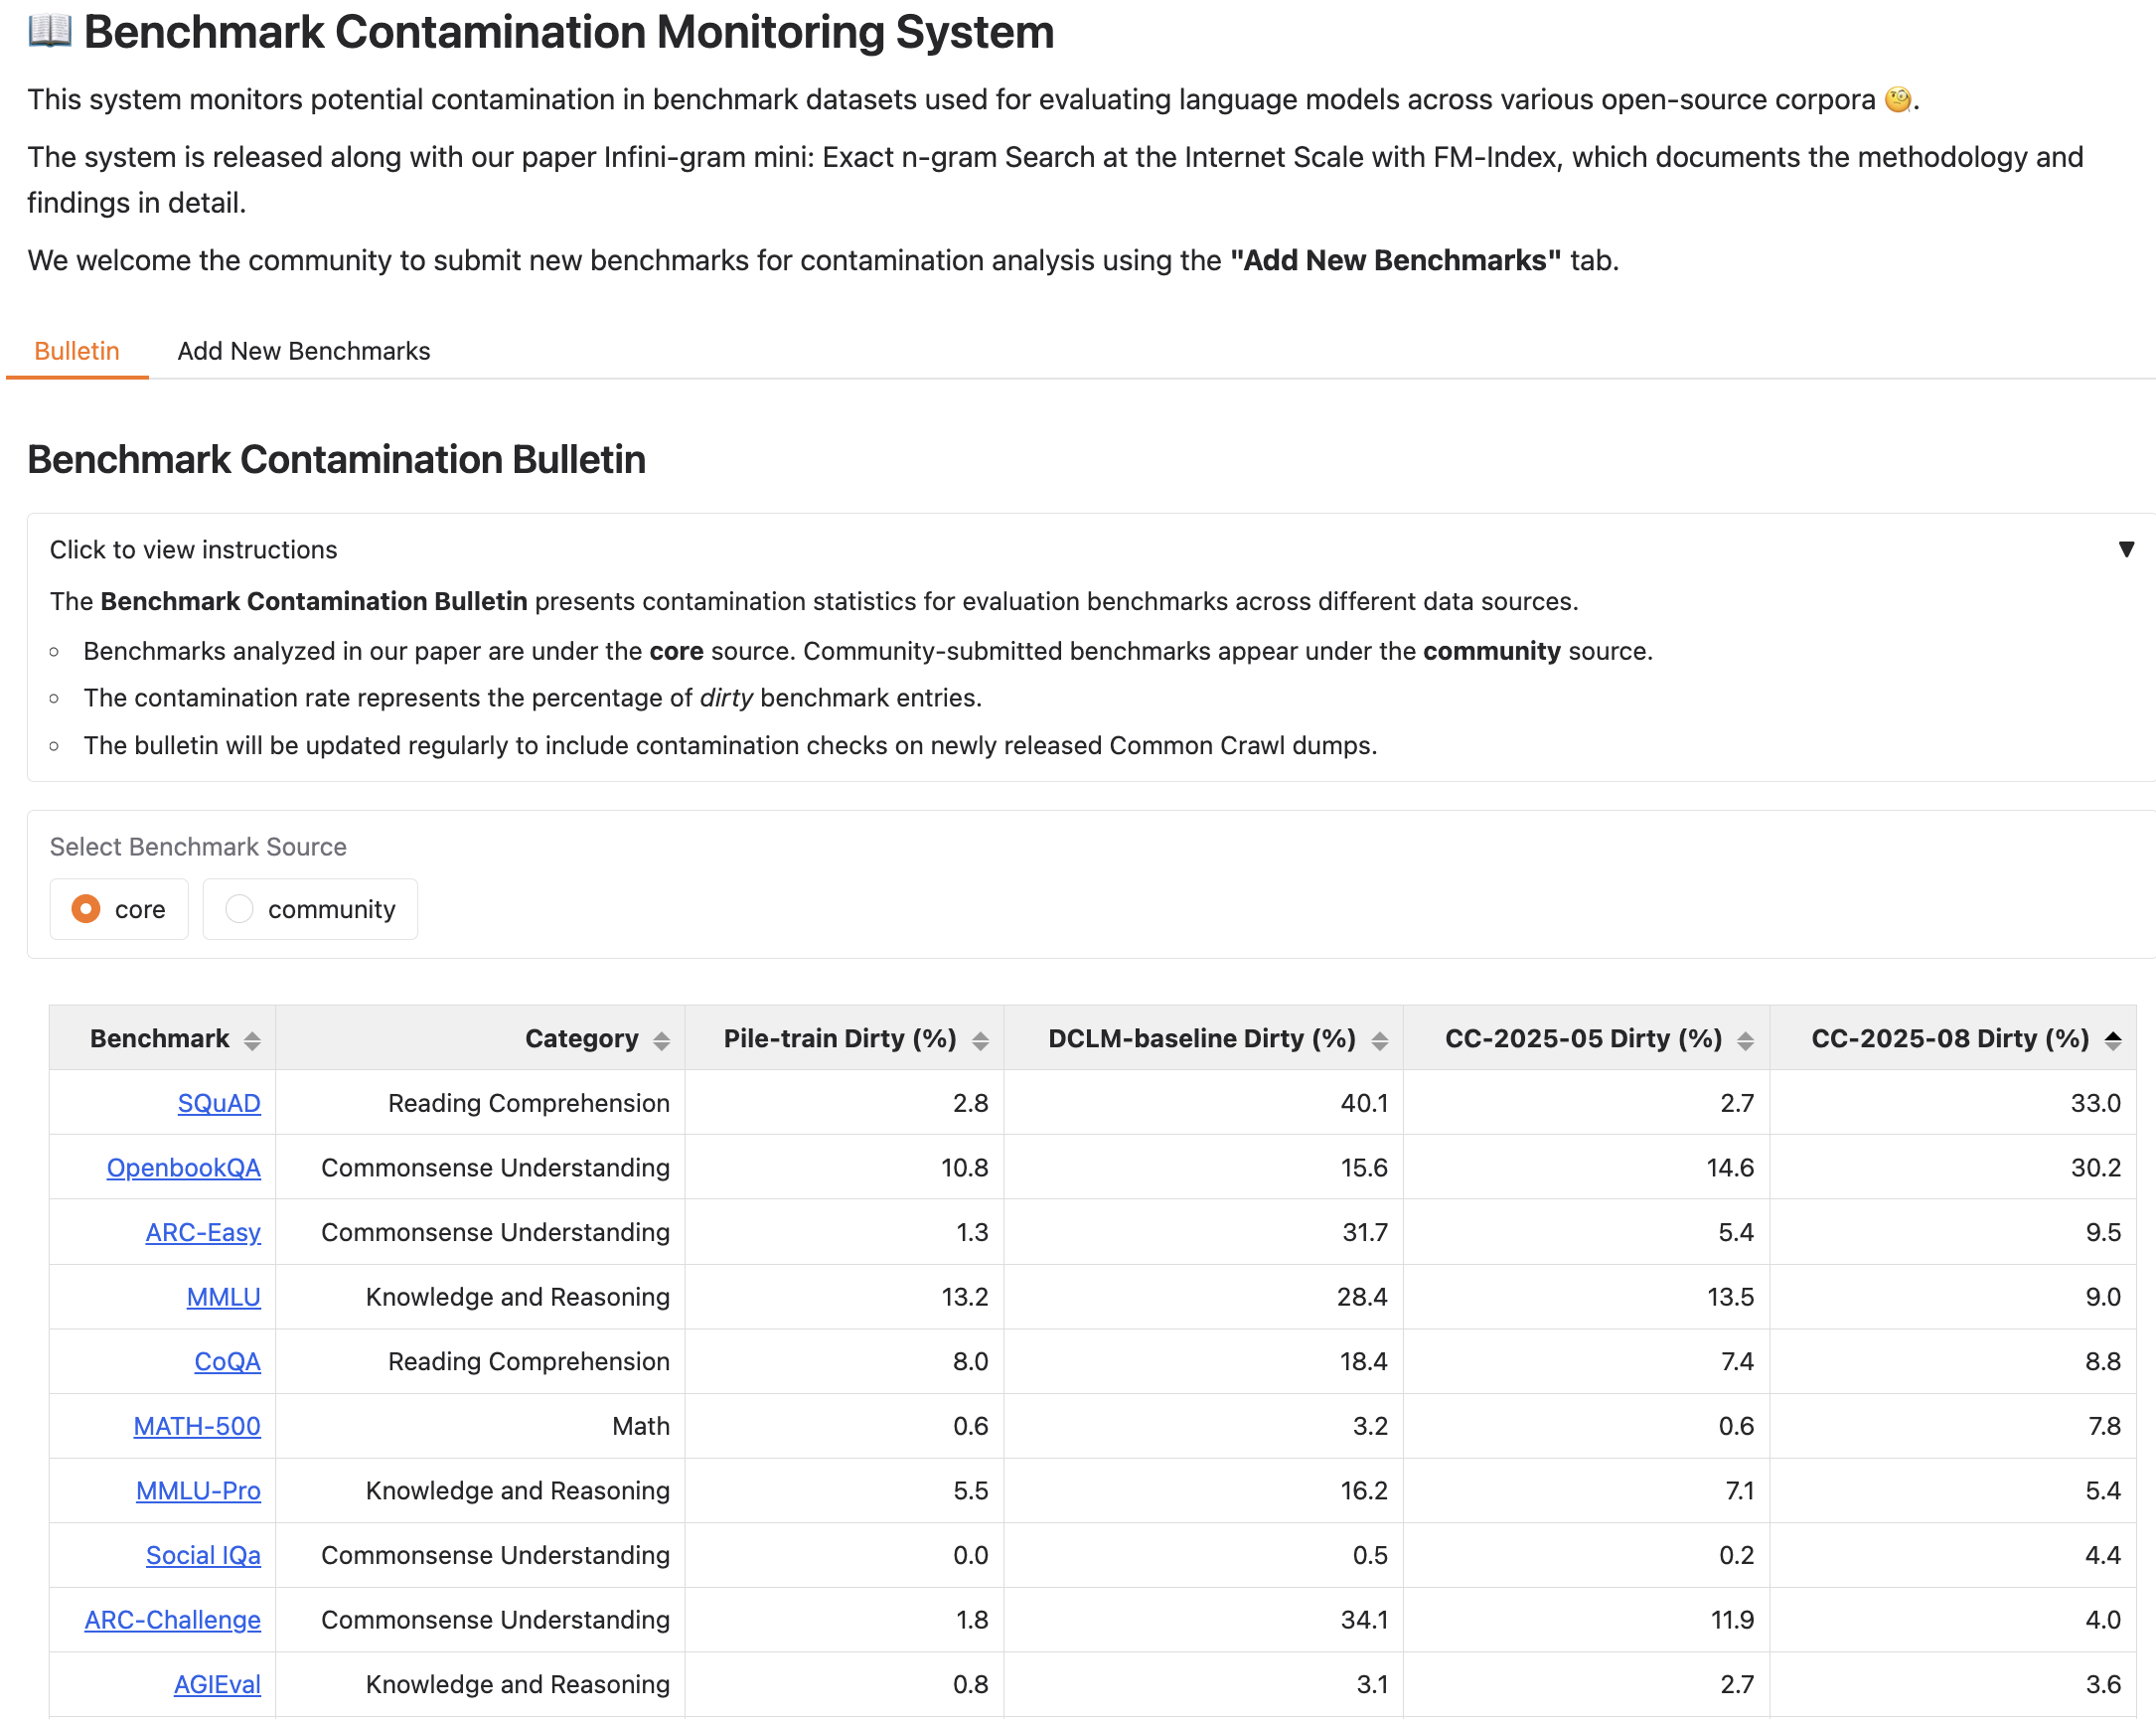 📖 Benchmark Contamination Monitoring System
This system monitors potential contamination in benchmark datasets used for evaluating language models across various open-source corpora 🧐.
The system is released along with our paper Infini-gram mini: Exact n-gram Search at the Internet Scale with FM-Index, which documents the methodology and
findings in detail.
We welcome the community to submit new benchmarks for contamination analysis using the "Add New Benchmarks" tab.
Bulletin Add New Benchmarks
Benchmark Contamination Bulletin
Click to view instructions ▼
The Benchmark Contamination Bulletin presents contamination statistics for evaluation benchmarks across different data sources.
◦ Benchmarks analyzed in our paper are under the core source. Community-submitted benchmarks appear under the community source.
◦ The contamination rate represents the percentage of dirty benchmark entries.
◦ The bulletin will be updated regularly to include contamination checks on newly released Common Crawl dumps.
Select Benchmark Source
core community
Benchmark Category Pile-train Dirty (%) DCLM-baseline Dirty (%) CC-2025-05 Dirty (%) CC-2025-08 Dirty (%)
SQuAD Reading Comprehension 2.8 40.1 2.7 33.0
OpenbookQA Commonsense Understanding 10.8 15.6 14.6 30.2
ARC-Easy Commonsense Understanding 1.3 31.7 5.4 9.5
MMLU Knowledge and Reasoning 13.2 28.4 13.5 9.0
CoQA Reading Comprehension 8.0 18.4 7.4 8.8
MATH-500 Math 0.6 3.2 0.6 7.8
MMLU-Pro Knowledge and Reasoning 5.5 16.2 7.1 5.4
Social IQa Commonsense Understanding 0.0 0.5 0.2 4.4
ARC-Challenge Commonsense Understanding 1.8 34.1 11.9 4.0
AGIEval Knowledge and Reasoning 0.8 3.1 2.7 3.6